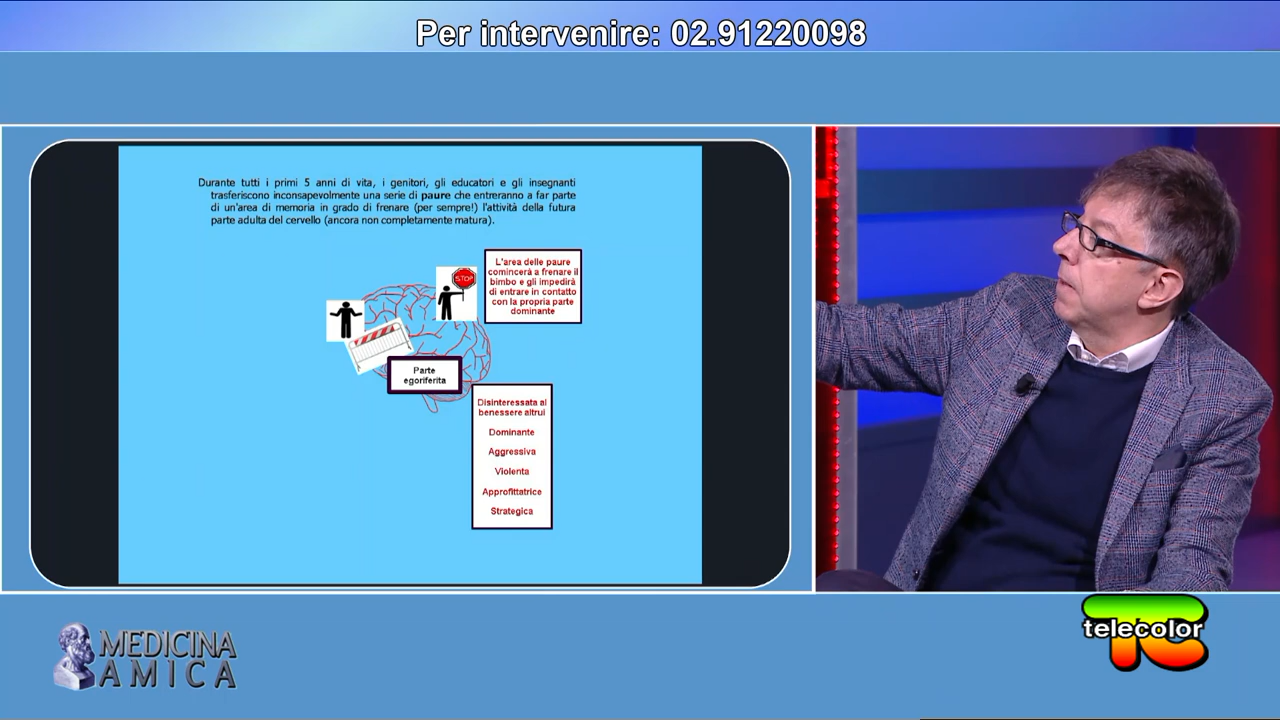 Per intervenire: 02.91220098
Durante tutti i primi 5 anni di vita, i genitori, gli educatori e gli insegnanti
trasferiscono inconsapevolmente una serie di paure che entreranno a far parte
di un'area di memoria in grado di frenare (per sempre!) l'attività della futura
parte adulta del cervello (ancora non completamente matura).
L'area delle paure
comincerà a frenare il
bimbo e gli impedirà
di entrare in contatto
con la propria parte
dominante
STOP
Parte
egoriferita
Disinteressata al
benessere altrui
Dominante
Aggressiva
Violenta
Approfittatrice
Strategica
MEDICINA
AMICA
telecolor
TC